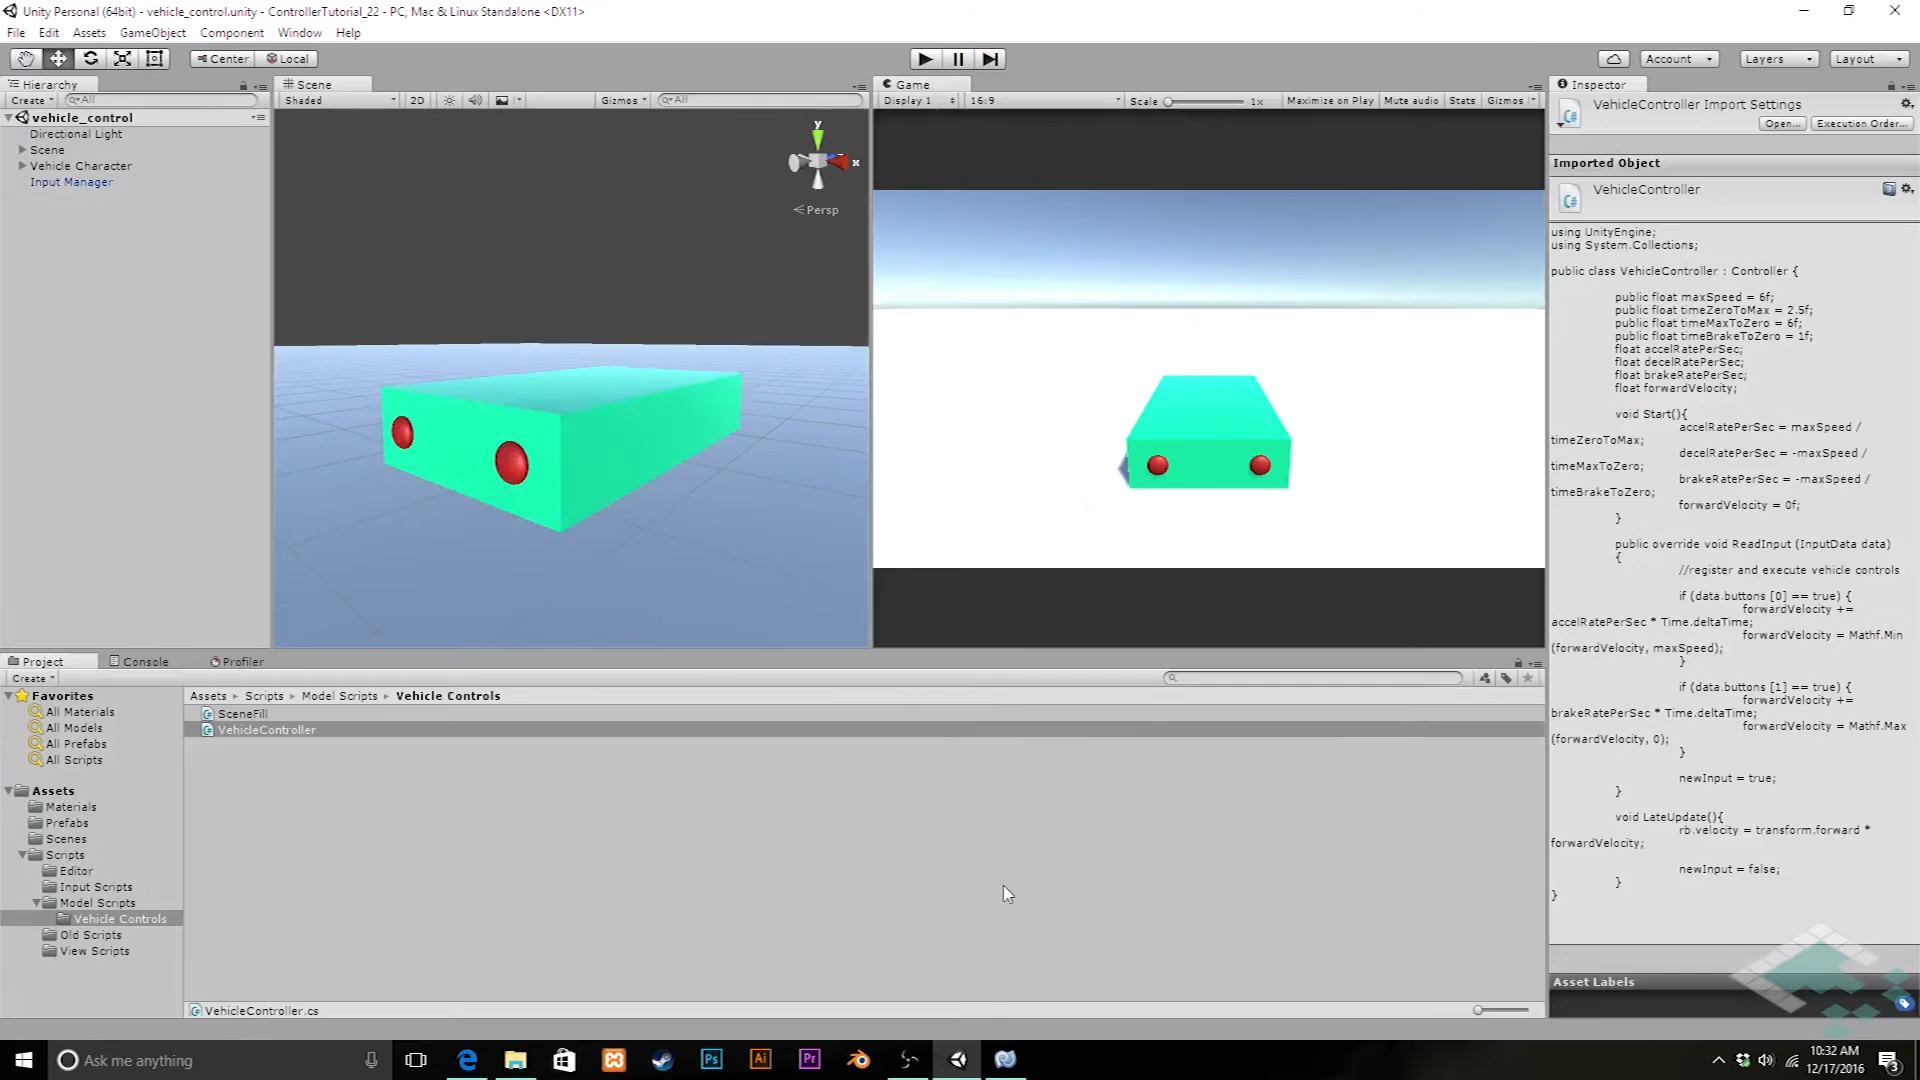 Unity Personal (64bit) - vehicle_control.unity - ControllerTutorial_22 - PC, Mac & Linux Standalone <DX11>
File Edit Assets GameObject Component Window Help
Center Local
Account Layers Layout
Hierarchy
Create All
vehicle_control
Directional Light
Scene
Vehicle Character
Input Manager
Scene
Shaded 2D Gizmos All
y
x
Persp
Game
Display 1 16:9 Scale 1x Maximize on Play Mute audio Stats Gizmos
Inspector
VehicleController Import Settings
Open... Execution Order...
Imported Object
VehicleController
using UnityEngine;
using System.Collections;
public class VehicleController : Controller {
public float maxSpeed = 6f;
public float timeZeroToMax = 2.5f;
public float timeMaxToZero = 6f;
public float timeBrakeToZero = 1f;
float accelRatePerSec;
float decelRatePerSec;
float brakeRatePerSec;
float forwardVelocity;
void Start(){
accelRatePerSec = maxSpeed /
timeZeroToMax;
decelRatePerSec = -maxSpeed /
timeMaxToZero;
brakeRatePerSec = -maxSpeed /
timeBrakeToZero;
forwardVelocity = 0f;
}
public override void ReadInput (InputData data)
{
//register and execute vehicle controls
if (data.buttons [0] == true) {
forwardVelocity +=
accelRatePerSec * Time.deltaTime;
forwardVelocity = Mathf.Min
(forwardVelocity, maxSpeed);
}
if (data.buttons [1] == true) {
forwardVelocity +=
brakeRatePerSec * Time.deltaTime;
forwardVelocity = Mathf.Max
(forwardVelocity, 0);
}
newInput = true;
}
void LateUpdate(){
rb.velocity = transform.forward *
forwardVelocity;
newInput = false;
}
}
Asset Labels
Project Console Profiler
Create
Favorites
All Materials
All Models
All Prefabs
All Scripts
Assets
Materials
Prefabs
Scenes
Scripts
Editor
Input Scripts
Model Scripts
Vehicle Controls
Old Scripts
View Scripts
Assets Scripts Model Scripts Vehicle Controls
SceneFill
VehicleController
VehicleController.cs
Ask me anything
Ps Ai Pr
10:32 AM
12/17/2016
3